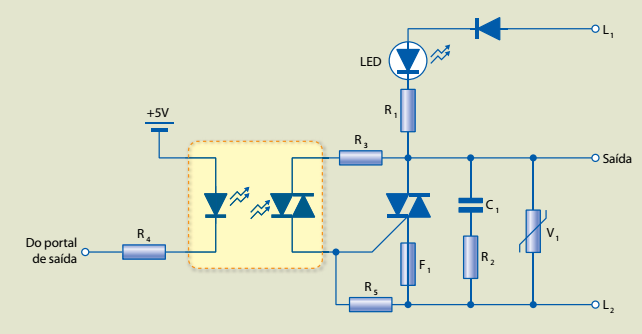 L₁
LED
R₁
+5V
R₃
Saída
C₁
R₄
V₁
Do portal
de saída
F₁
R₂
R₅
L₂